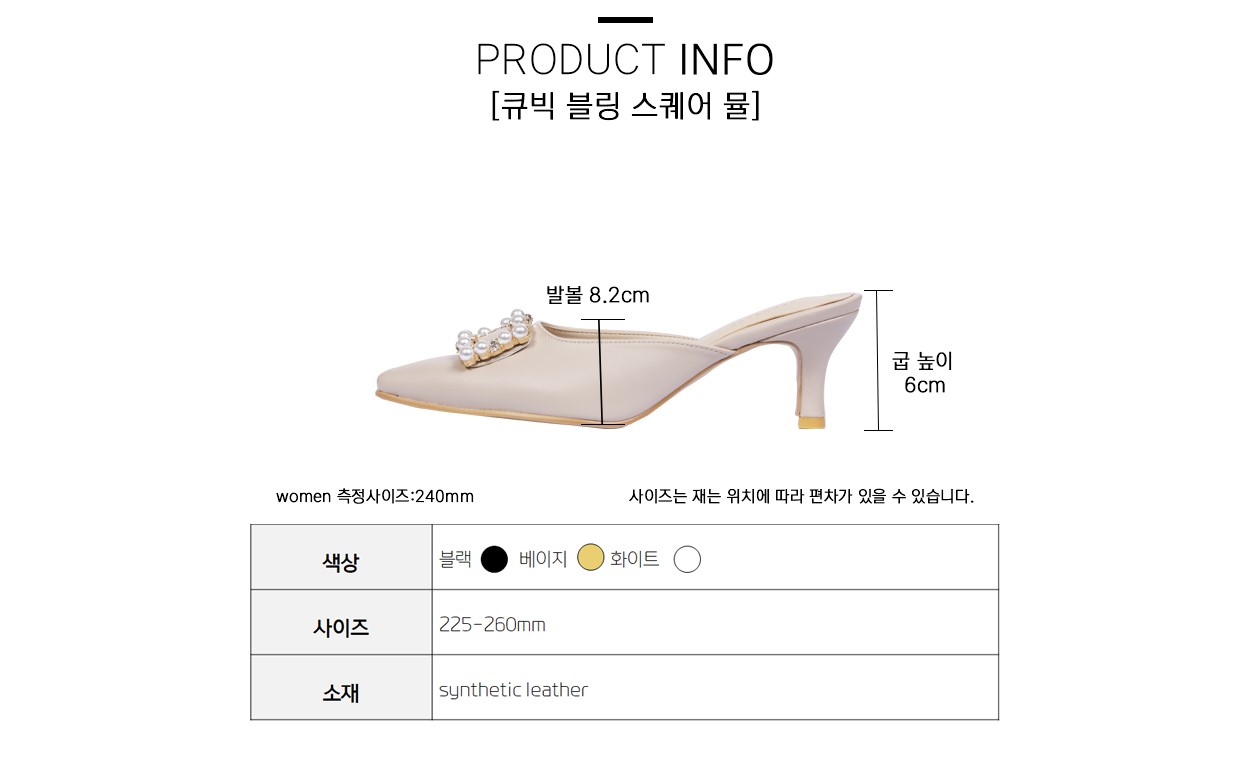 PRODUCT INFO
[큐빅 블링 스퀘어 뮬]
발볼 8.2cm
굽 높이
6cm
women 측정사이즈:240mm
사이즈는 재는 위치에 따라 편차가 있을 수 있습니다.
색상 블랙 베이지 화이트
사이즈 225-260mm
소재 synthetic leather